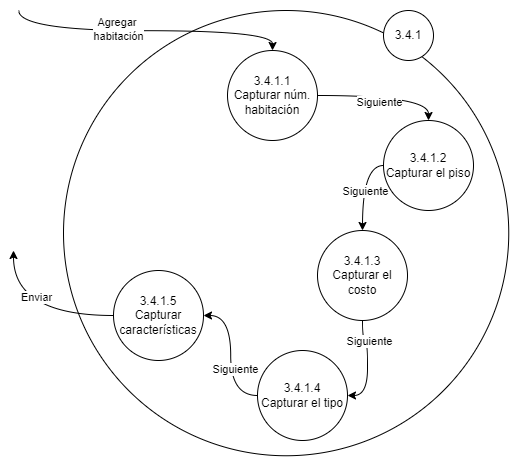 Agregar
habitación
3.4.1
3.4.1.1
Capturar núm.
habitación
Siguiente
3.4.1.2
Capturar el piso
Siguiente
3.4.1.3
Capturar el
costo
Siguiente
3.4.1.4
Capturar el tipo
Siguiente
3.4.1.5
Capturar
características
Enviar